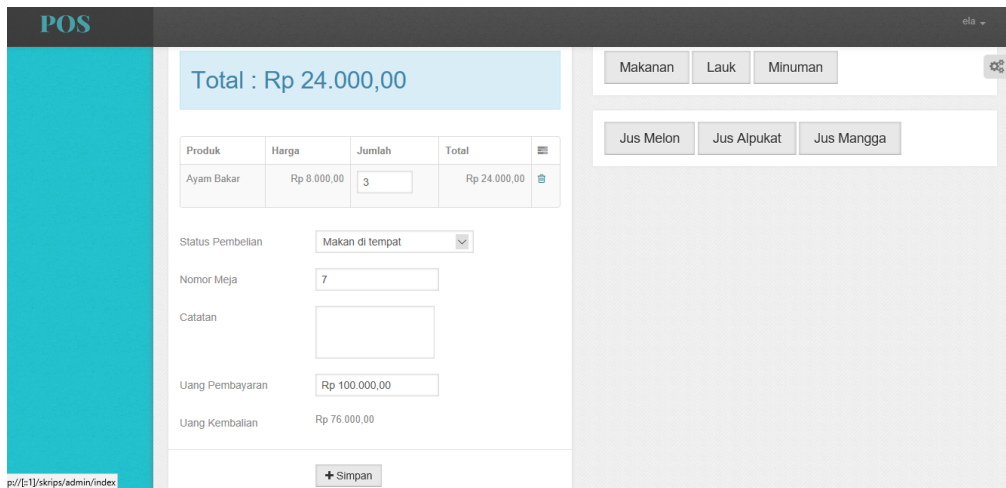 POS
ela
Total : Rp 24.000,00
Produk Harga Jumlah Total
Ayam Bakar Rp 8.000,00 3 Rp 24.000,00
Status Pembelian Makan di tempat
Nomor Meja 7
Catatan
Uang Pembayaran Rp 100.000,00
Uang Kembalian Rp 76.000,00
+ Simpan
Makanan Lauk Minuman
Jus Melon Jus Alpukat Jus Mangga
p://[::1]/skrips/admin/index